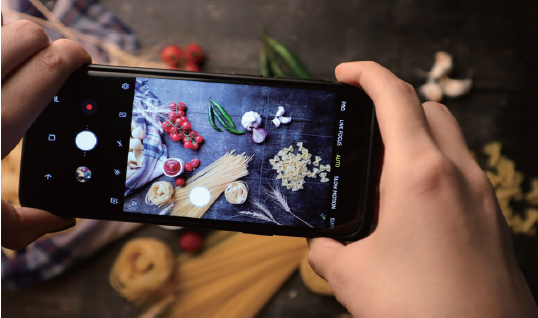 PRO
LIVE FOCUS
AUTO
SLOW MOTION